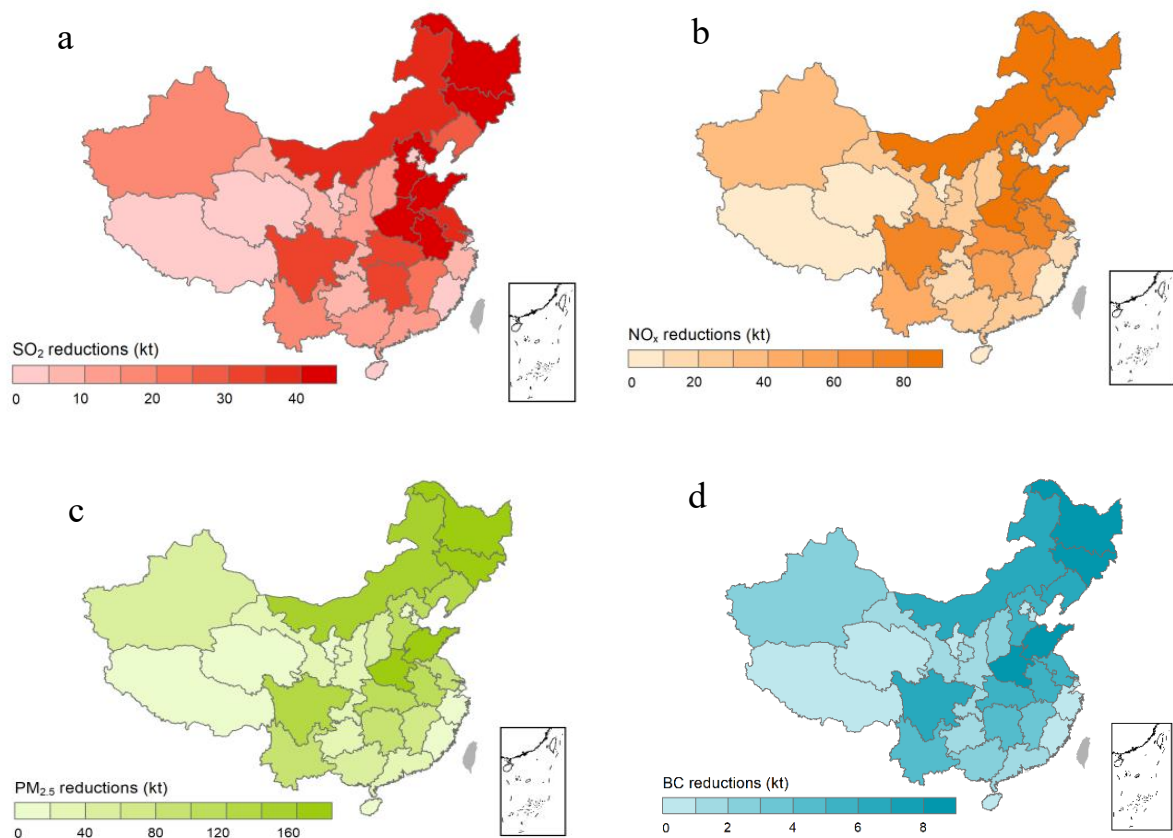 a
SO₂ reductions (kt)
0 10 20 30 40
b
NOₓ reductions (kt)
0 20 40 60 80
c
PM₂.₅ reductions (kt)
0 40 80 120 160
d
BC reductions (kt)
0 2 4 6 8